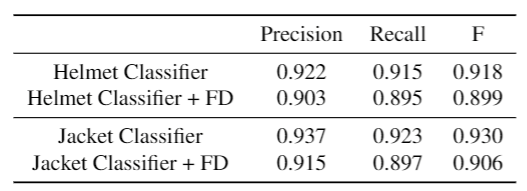 Precision Recall F
Helmet Classifier 0.922 0.915 0.918
Helmet Classifier + FD 0.903 0.895 0.899
Jacket Classifier 0.937 0.923 0.930
Jacket Classifier + FD 0.915 0.897 0.906